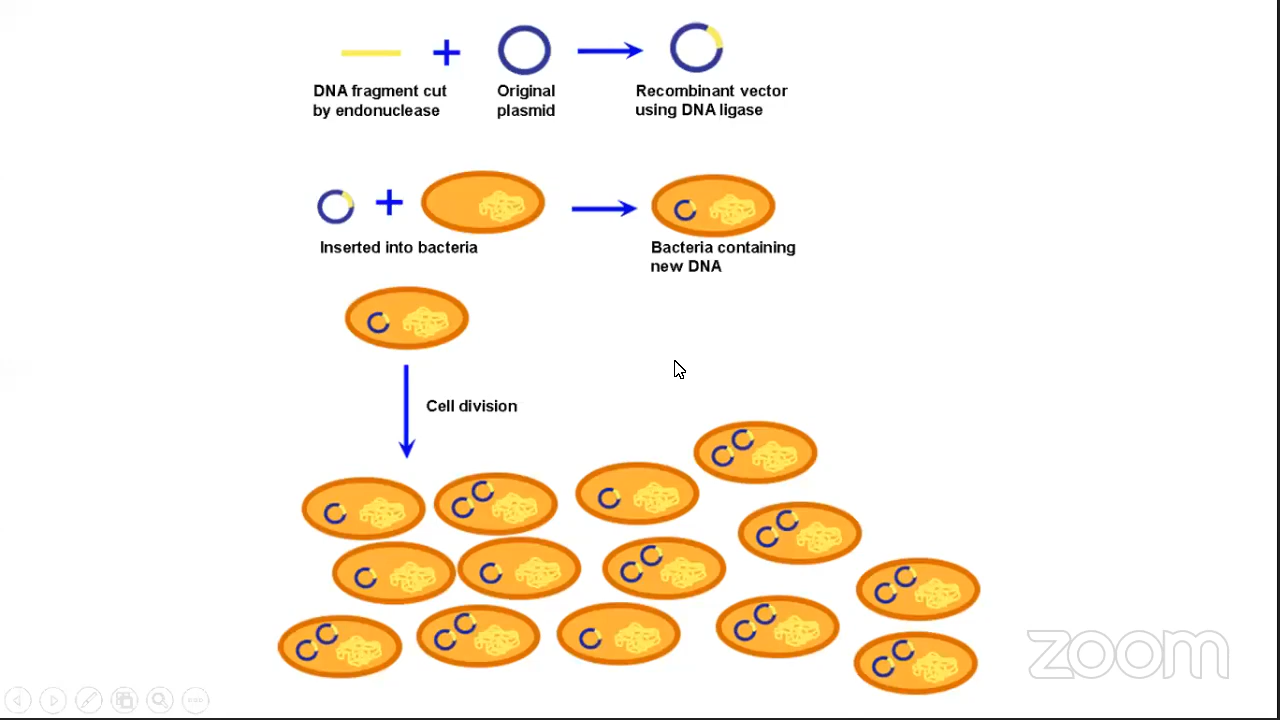 DNA fragment cut
by endonuclease
Original
plasmid
Recombinant vector
using DNA ligase
Inserted into bacteria
Bacteria containing
new DNA
Cell division
zoom